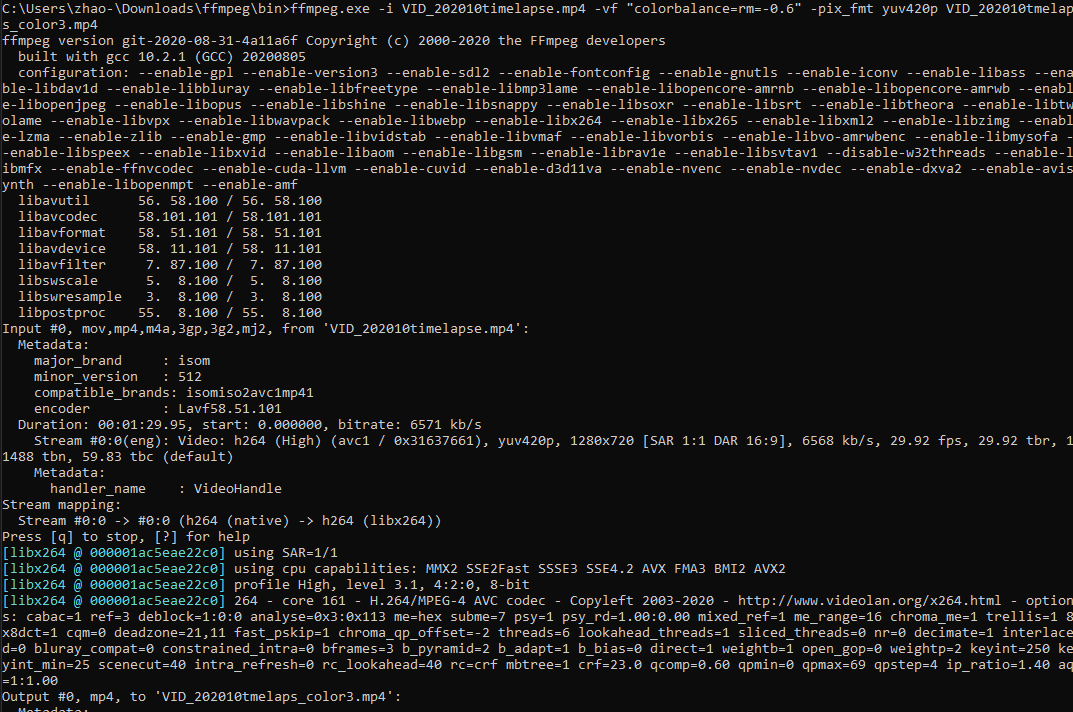 C:\Users\zhao-\Downloads\ffmpeg\bin>ffmpeg.exe -i VID_202010timelapse.mp4 -vf "colorbalance=rm=-0.6" -pix_fmt yuv420p VID_202010tmelap
s_color3.mp4
ffmpeg version git-2020-08-31-4a11a6f Copyright (c) 2000-2020 the FFmpeg developers
  built with gcc 10.2.1 (GCC) 20200805
  configuration: --enable-gpl --enable-version3 --enable-sdl2 --enable-fontconfig --enable-gnutls --enable-iconv --enable-libass --ena
ble-libdav1d --enable-libbluray --enable-libfreetype --enable-libmp3lame --enable-libopencore-amrnb --enable-libopencore-amrwb --enabl
e-libopenjpeg --enable-libopus --enable-libshine --enable-libsnappy --enable-libsoxr --enable-libsrt --enable-libtheora --enable-libtw
olame --enable-libvpx --enable-libwavpack --enable-libwebp --enable-libx264 --enable-libx265 --enable-libxml2 --enable-libzimg --enabl
e-lzma --enable-zlib --enable-gmp --enable-libvidstab --enable-libvmaf --enable-libvorbis --enable-libvo-amrwbenc --enable-libmysofa -
-enable-libspeex --enable-libxvid --enable-libaom --enable-libgsm --enable-librav1e --enable-libsvtav1 --disable-w32threads --enable-l
ibmfx --enable-ffnvcodec --enable-cuda-llvm --enable-cuvid --enable-d3d11va --enable-nvenc --enable-nvdec --enable-dxva2 --enable-avis
ynth --enable-libopenmpt --enable-amf
  libavutil      56. 58.100 / 56. 58.100
  libavcodec     58.101.101 / 58.101.101
  libavformat    58. 51.101 / 58. 51.101
  libavdevice    58. 11.101 / 58. 11.101
  libavfilter     7. 87.100 /  7. 87.100
  libswscale      5.  8.100 /  5.  8.100
  libswresample   3.  8.100 /  3.  8.100
  libpostproc    55.  8.100 / 55.  8.100
Input #0, mov,mp4,m4a,3gp,3g2,mj2, from 'VID_202010timelapse.mp4':
  Metadata:
    major_brand     : isom
    minor_version   : 512
    compatible_brands: isomiso2avc1mp41
    encoder         : Lavf58.51.101
  Duration: 00:01:29.95, start: 0.000000, bitrate: 6571 kb/s
    Stream #0:0(eng): Video: h264 (High) (avc1 / 0x31637661), yuv420p, 1280x720 [SAR 1:1 DAR 16:9], 6568 kb/s, 29.92 fps, 29.92 tbr, 1
1488 tbn, 59.83 tbc (default)
    Metadata:
      handler_name    : VideoHandle
Stream mapping:
  Stream #0:0 -> #0:0 (h264 (native) -> h264 (libx264))
Press [q] to stop, [?] for help
[libx264 @ 000001ac5eae22c0] using SAR=1/1
[libx264 @ 000001ac5eae22c0] using cpu capabilities: MMX2 SSE2Fast SSSE3 SSE4.2 AVX FMA3 BMI2 AVX2
[libx264 @ 000001ac5eae22c0] profile High, level 3.1, 4:2:0, 8-bit
[libx264 @ 000001ac5eae22c0] 264 - core 161 - H.264/MPEG-4 AVC codec - Copyleft 2003-2020 - http://www.videolan.org/x264.html - option
s: cabac=1 ref=3 deblock=1:0:0 analyse=0x3:0x113 me=hex subme=7 psy=1 psy_rd=1.00:0.00 mixed_ref=1 me_range=16 chroma_me=1 trellis=1 8
x8dct=1 cqm=0 deadzone=21,11 fast_pskip=1 chroma_qp_offset=-2 threads=6 lookahead_threads=1 sliced_threads=0 nr=0 decimate=1 interlace
d=0 bluray_compat=0 constrained_intra=0 bframes=3 b_pyramid=2 b_adapt=1 b_bias=0 direct=1 weightb=1 open_gop=0 weightp=2 keyint=250 ke
yint_min=25 scenecut=40 intra_refresh=0 rc_lookahead=40 rc=crf mbtree=1 crf=23.0 qcomp=0.60 qpmin=0 qpmax=69 qpstep=4 ip_ratio=1.40 aq
=1:1.00
Output #0, mp4, to 'VID_202010tmelaps_color3.mp4':
  Metadata: